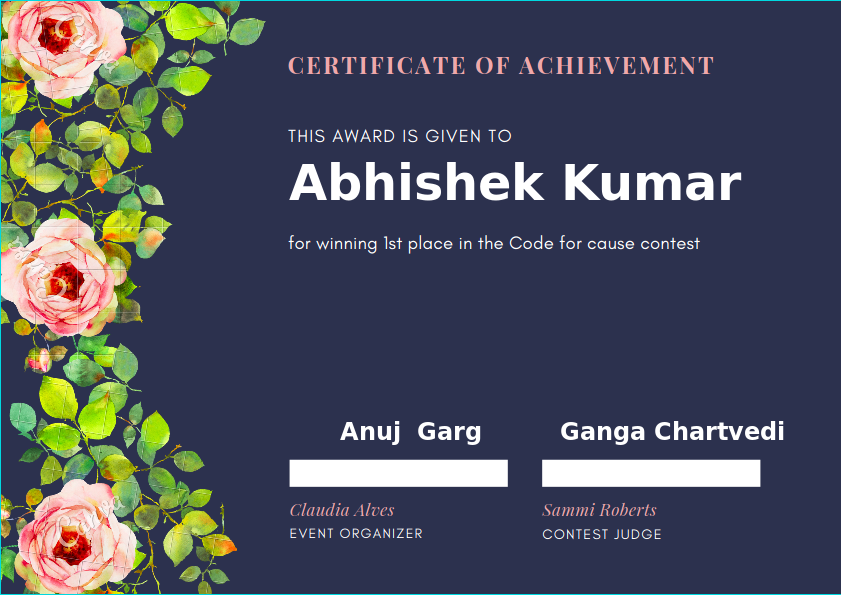 CERTIFICATE OF ACHIEVEMENT
THIS AWARD IS GIVEN TO
Abhishek Kumar
for winning 1st place in the Code for cause contest
Anuj  Garg
Ganga Chartvedi
Claudia Alves
Sammi Roberts
EVENT ORGANIZER
CONTEST JUDGE
Canva